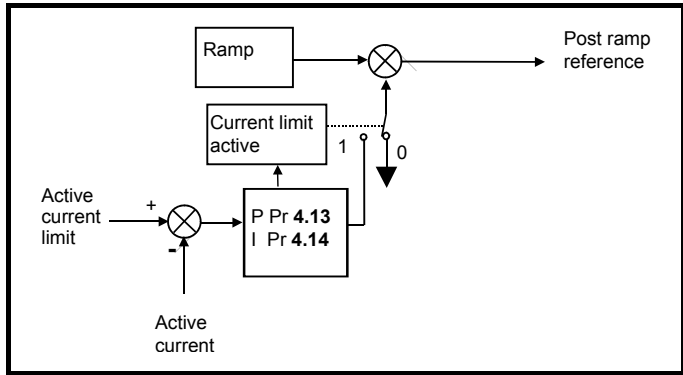 Ramp
Post ramp
reference
Current limit
active
1
0
Active
current
limit
+
-
P Pr 4.13
I Pr 4.14
Active
current